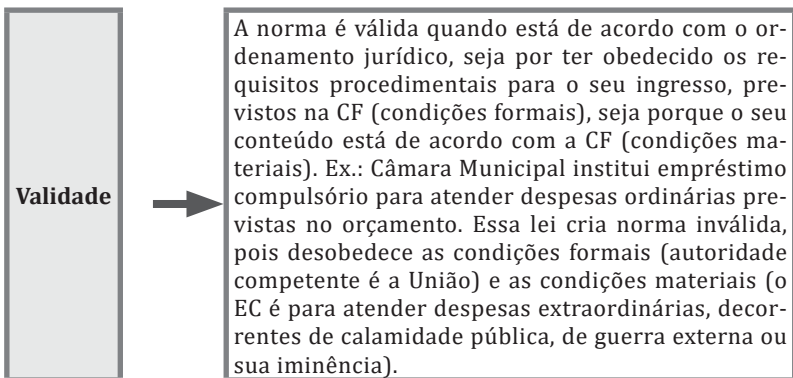 Validade
A norma é válida quando está de acordo com o or-
denamento jurídico, seja por ter obedecido os re-
quisitos procedimentais para o seu ingresso, pre-
vistos na CF (condições formais), seja porque o seu
conteúdo está de acordo com a CF (condições ma-
teriais). Ex.: Câmara Municipal institui empréstimo
compulsório para atender despesas ordinárias pre-
vistas no orçamento. Essa lei cria norma inválida,
pois desobedece as condições formais (autoridade
competente é a União) e as condições materiais (o
EC é para atender despesas extraordinárias, decor-
rentes de calamidade pública, de guerra externa ou
sua iminência).